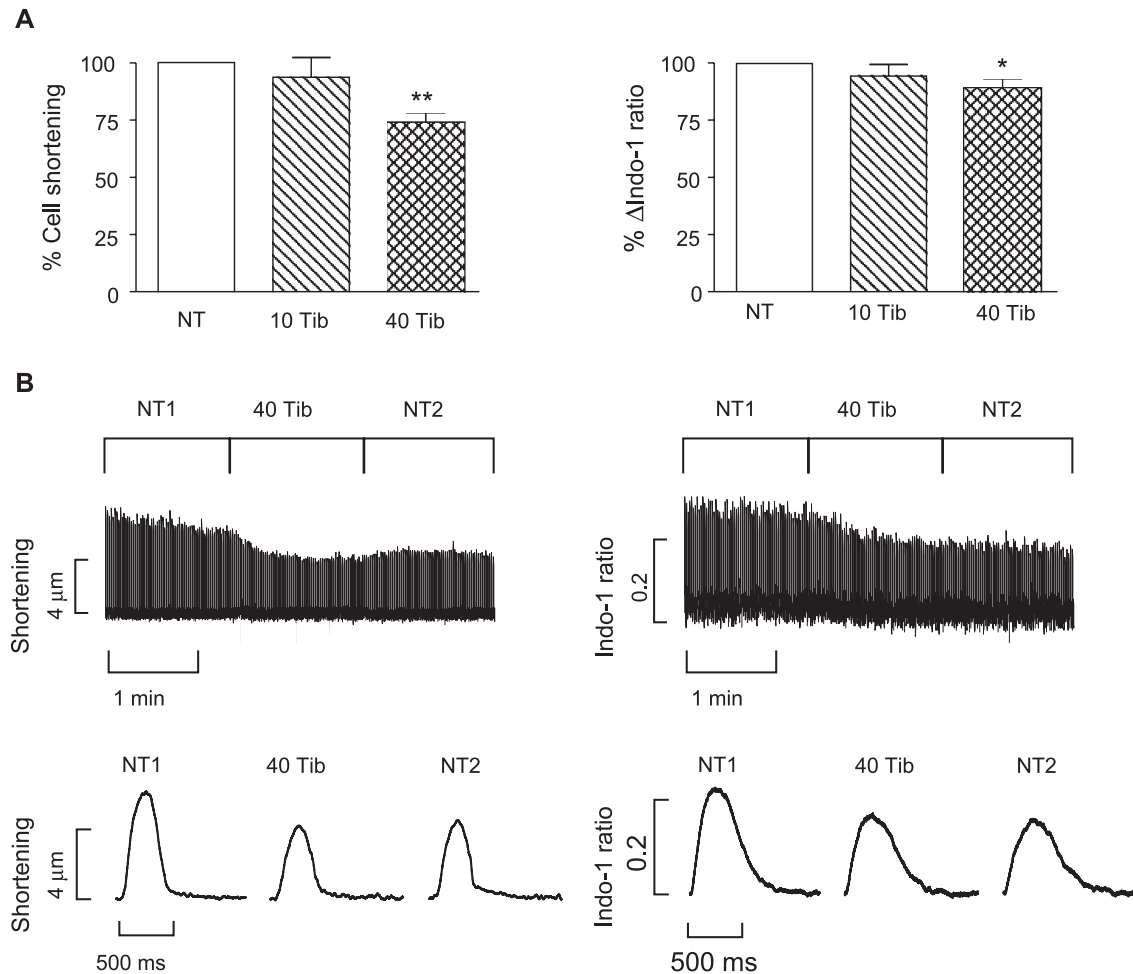 A
% Cell shortening
100
75
50
25
0
**
NT
10 Tib
40 Tib
% ΔIndo-1 ratio
100
75
50
25
0
*
NT
10 Tib
40 Tib
B
NT1
40 Tib
NT2
Shortening
4 μm
1 min
NT1
40 Tib
NT2
Indo-1 ratio
0.2
1 min
NT1
40 Tib
NT2
Shortening
4 μm
500 ms
NT1
40 Tib
NT2
Indo-1 ratio
0.2
500 ms